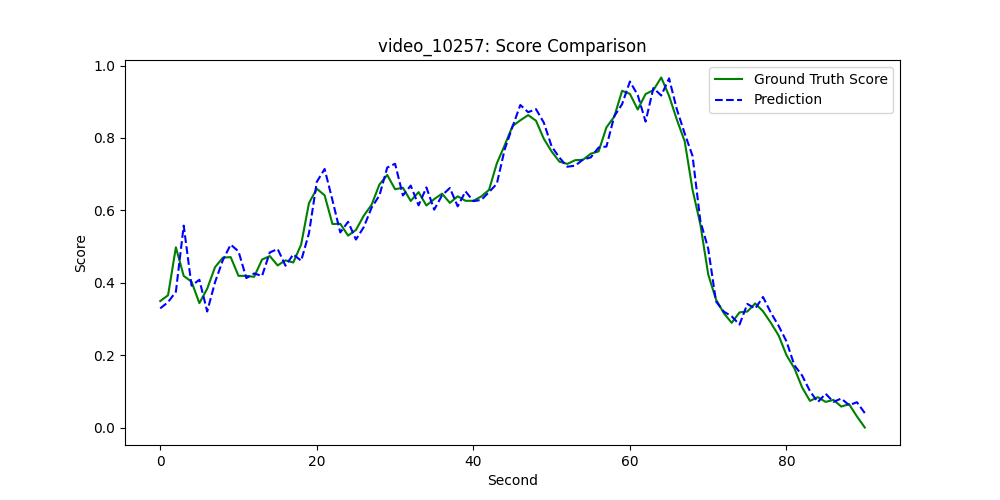 video_10257: Score Comparison
Ground Truth Score
Prediction
1.0
0.8
0.6
0.4
0.2
0.0
Score
0 20 40 60 80
Second